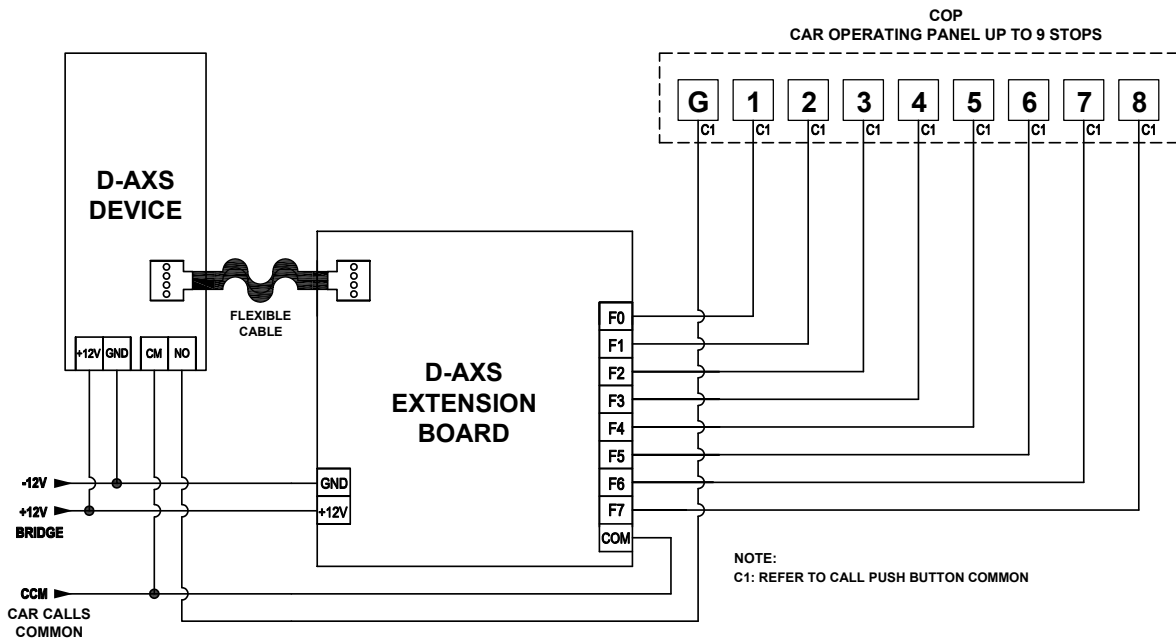 COP
CAR OPERATING PANEL UP TO 9 STOPS
G 1 2 3 4 5 6 7 8
C1 C1 C1 C1 C1 C1 C1 C1 C1
D-AXS
DEVICE
FLEXIBLE
CABLE
+12V GND CM NO
D-AXS
EXTENSION
BOARD
F0
F1
F2
F3
F4
F5
F6
F7
COM
GND
+12V
-12V
+12V
BRIDGE
CCM
CAR CALLS
COMMON
NOTE:
C1: REFER TO CALL PUSH BUTTON COMMON